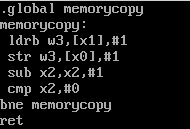 .global memorycopy
memorycopy:
ldrb w3,[x1],#1
str w3,[x0],#1
sub x2,x2,#1
cmp x2,#0
bne memorycopy
ret